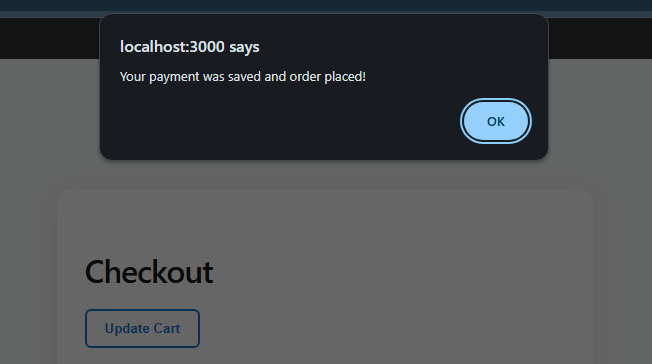 localhost:3000 says
Your payment was saved and order placed!
OK
Checkout
Update Cart